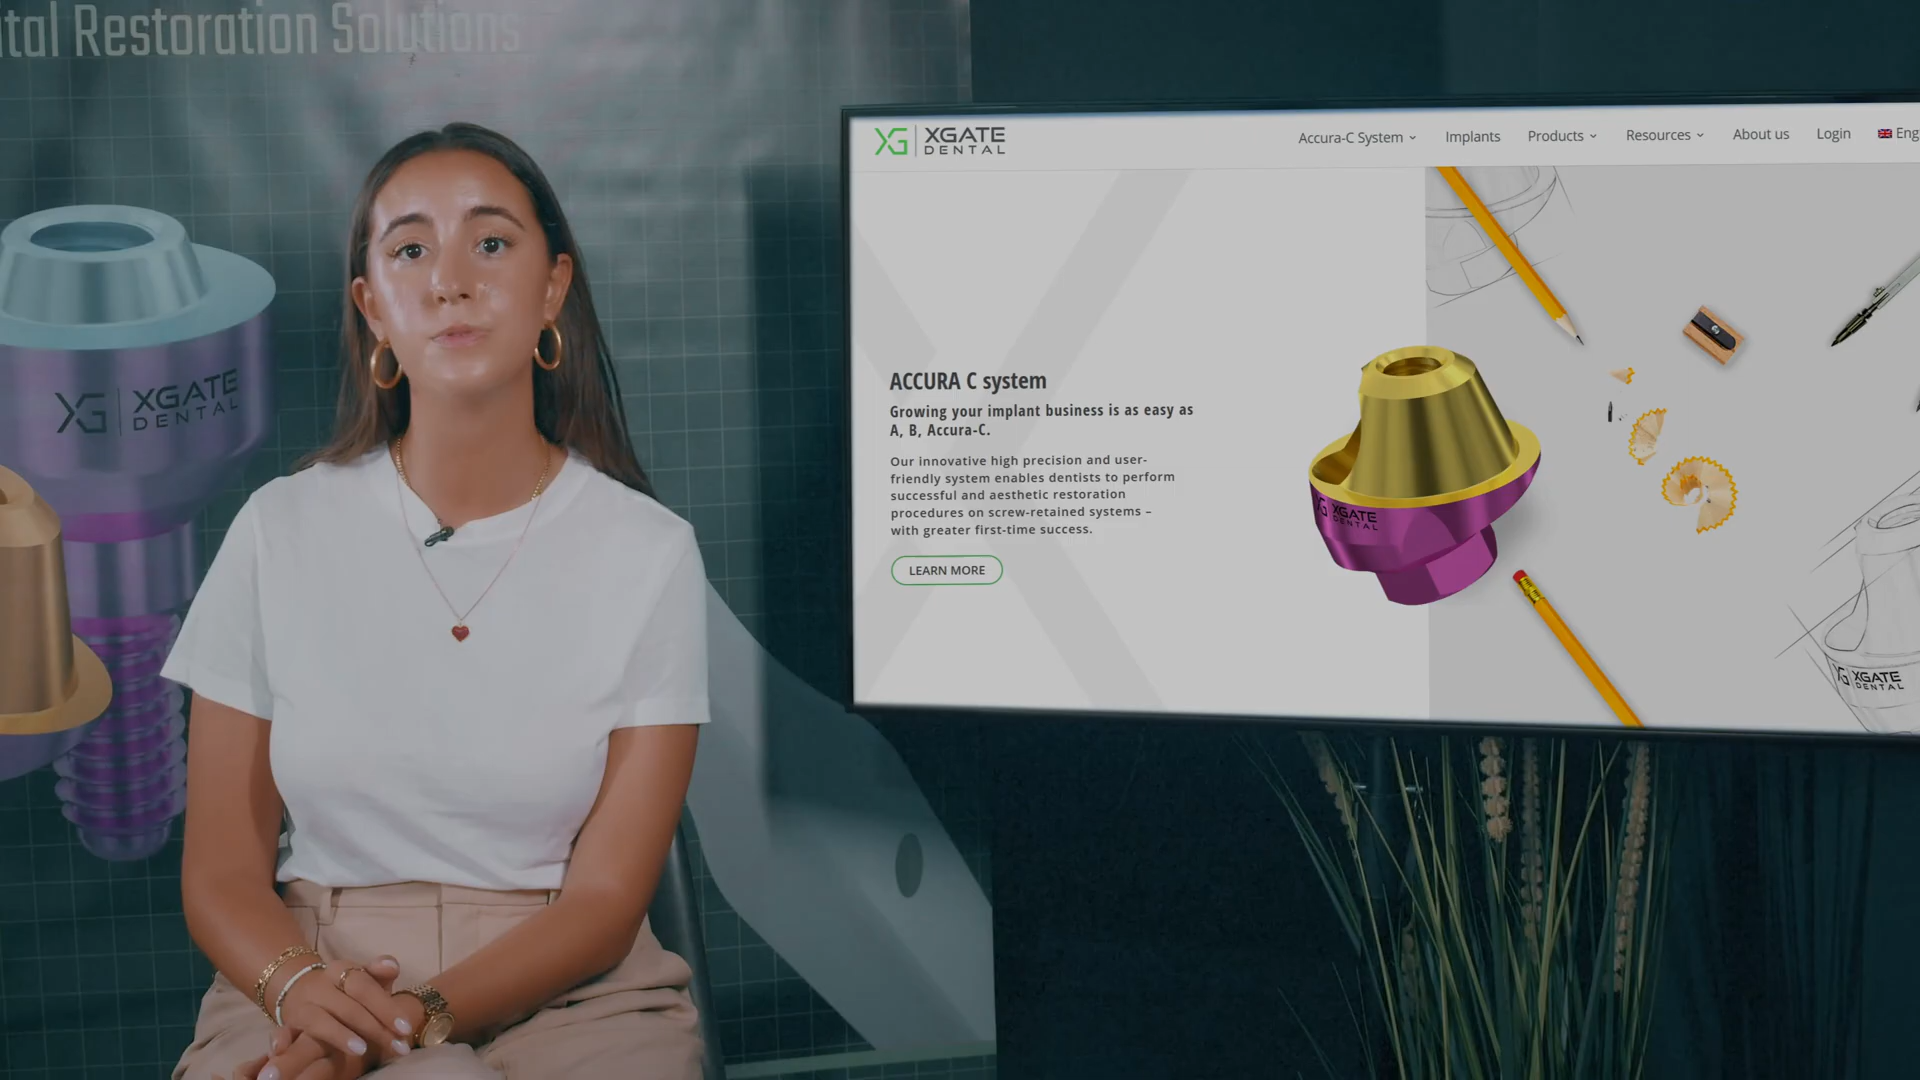 ital Restoration Solutions
XG XGATE
DENTAL
XG XGATE
DENTAL
Accura-C System
Implants
Products
Resources
About us
Login
Eng
ACCURA C system
Growing your implant business is as easy as
A, B, Accura-C.
Our innovative high precision and user-
friendly system enables dentists to perform
successful and aesthetic restoration
procedures on screw-retained systems –
with greater first-time success.
LEARN MORE
XG XGATE
DENTAL
XG XGATE
DENTAL